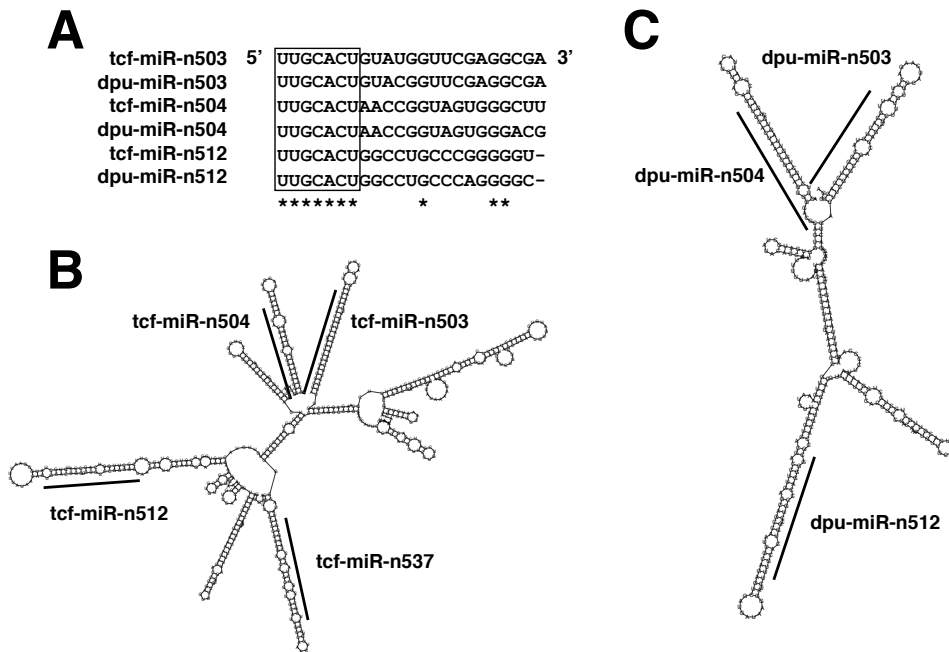 A
tcf-miR-n503 5’ UUGCACUGUAUGGUUCGAGGCGA 3’
dpu-miR-n503 UUGCACUGUACGGUUCGAGGCGA
tcf-miR-n504 UUGCACUAACCGGUAGUGGGCUU
dpu-miR-n504 UUGCACUAACCGGUAGUGGGACG
tcf-miR-n512 UUGCACUGGCCUGCCCGGGGGU-
dpu-miR-n512 UUGCACUGGCCUGCCCAGGGGC-
******* * **
B
tcf-miR-n504
tcf-miR-n503
tcf-miR-n512
tcf-miR-n537
C
dpu-miR-n503
dpu-miR-n504
dpu-miR-n512